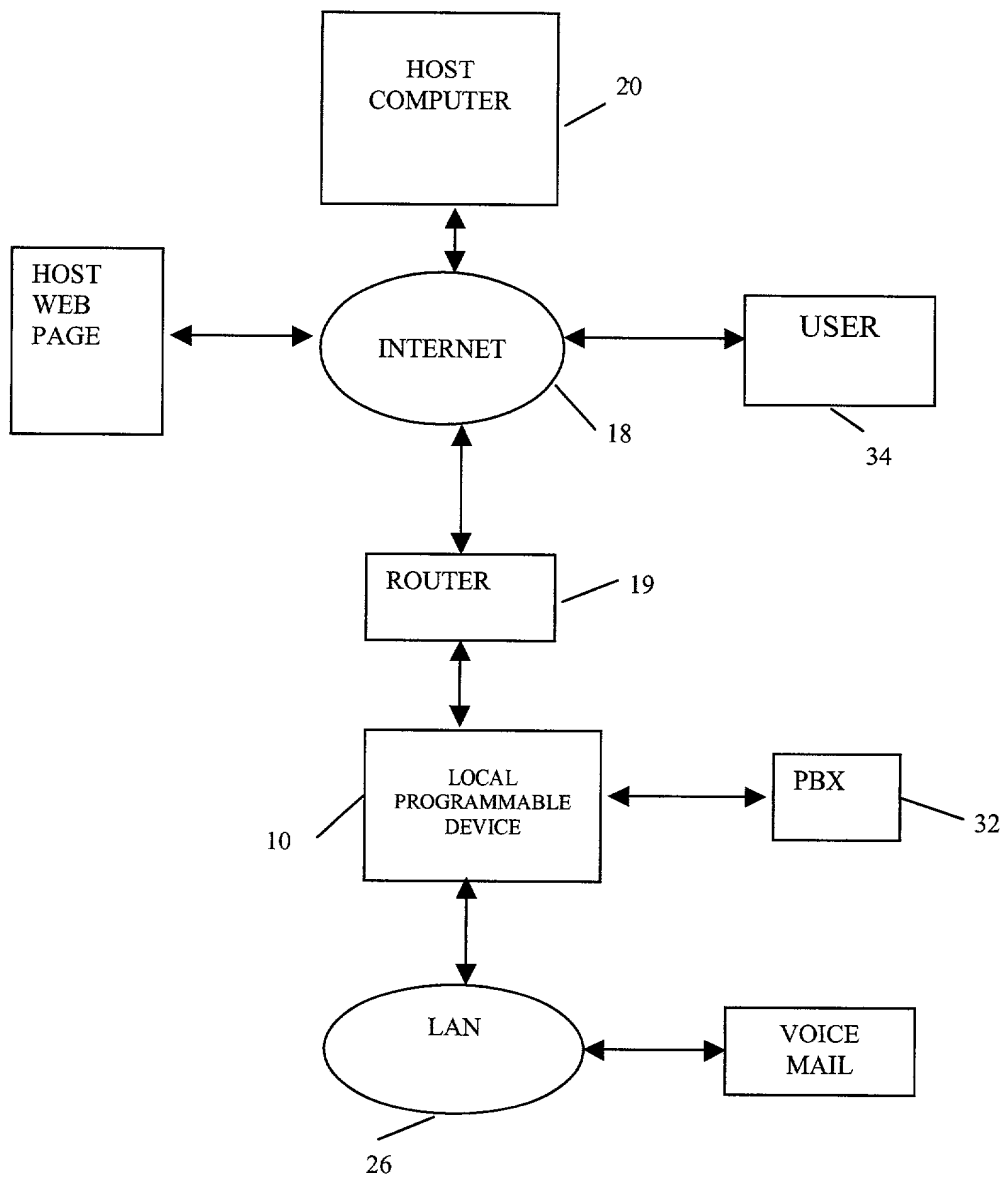 HOST
COMPUTER
20
HOST
WEB
PAGE
INTERNET
USER
18
34
ROUTER
19
LOCAL
PROGRAMMABLE
DEVICE
PBX
10
32
LAN
VOICE
MAIL
26